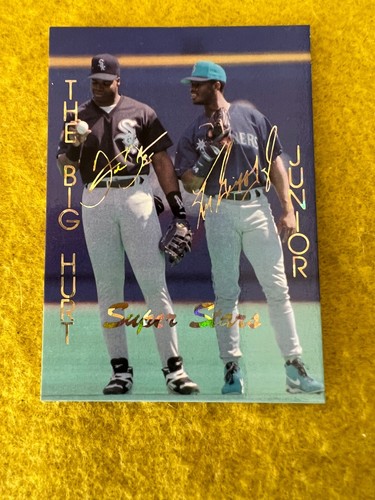 THE BIG HURT
JUNIOR
Super Stars
Sox